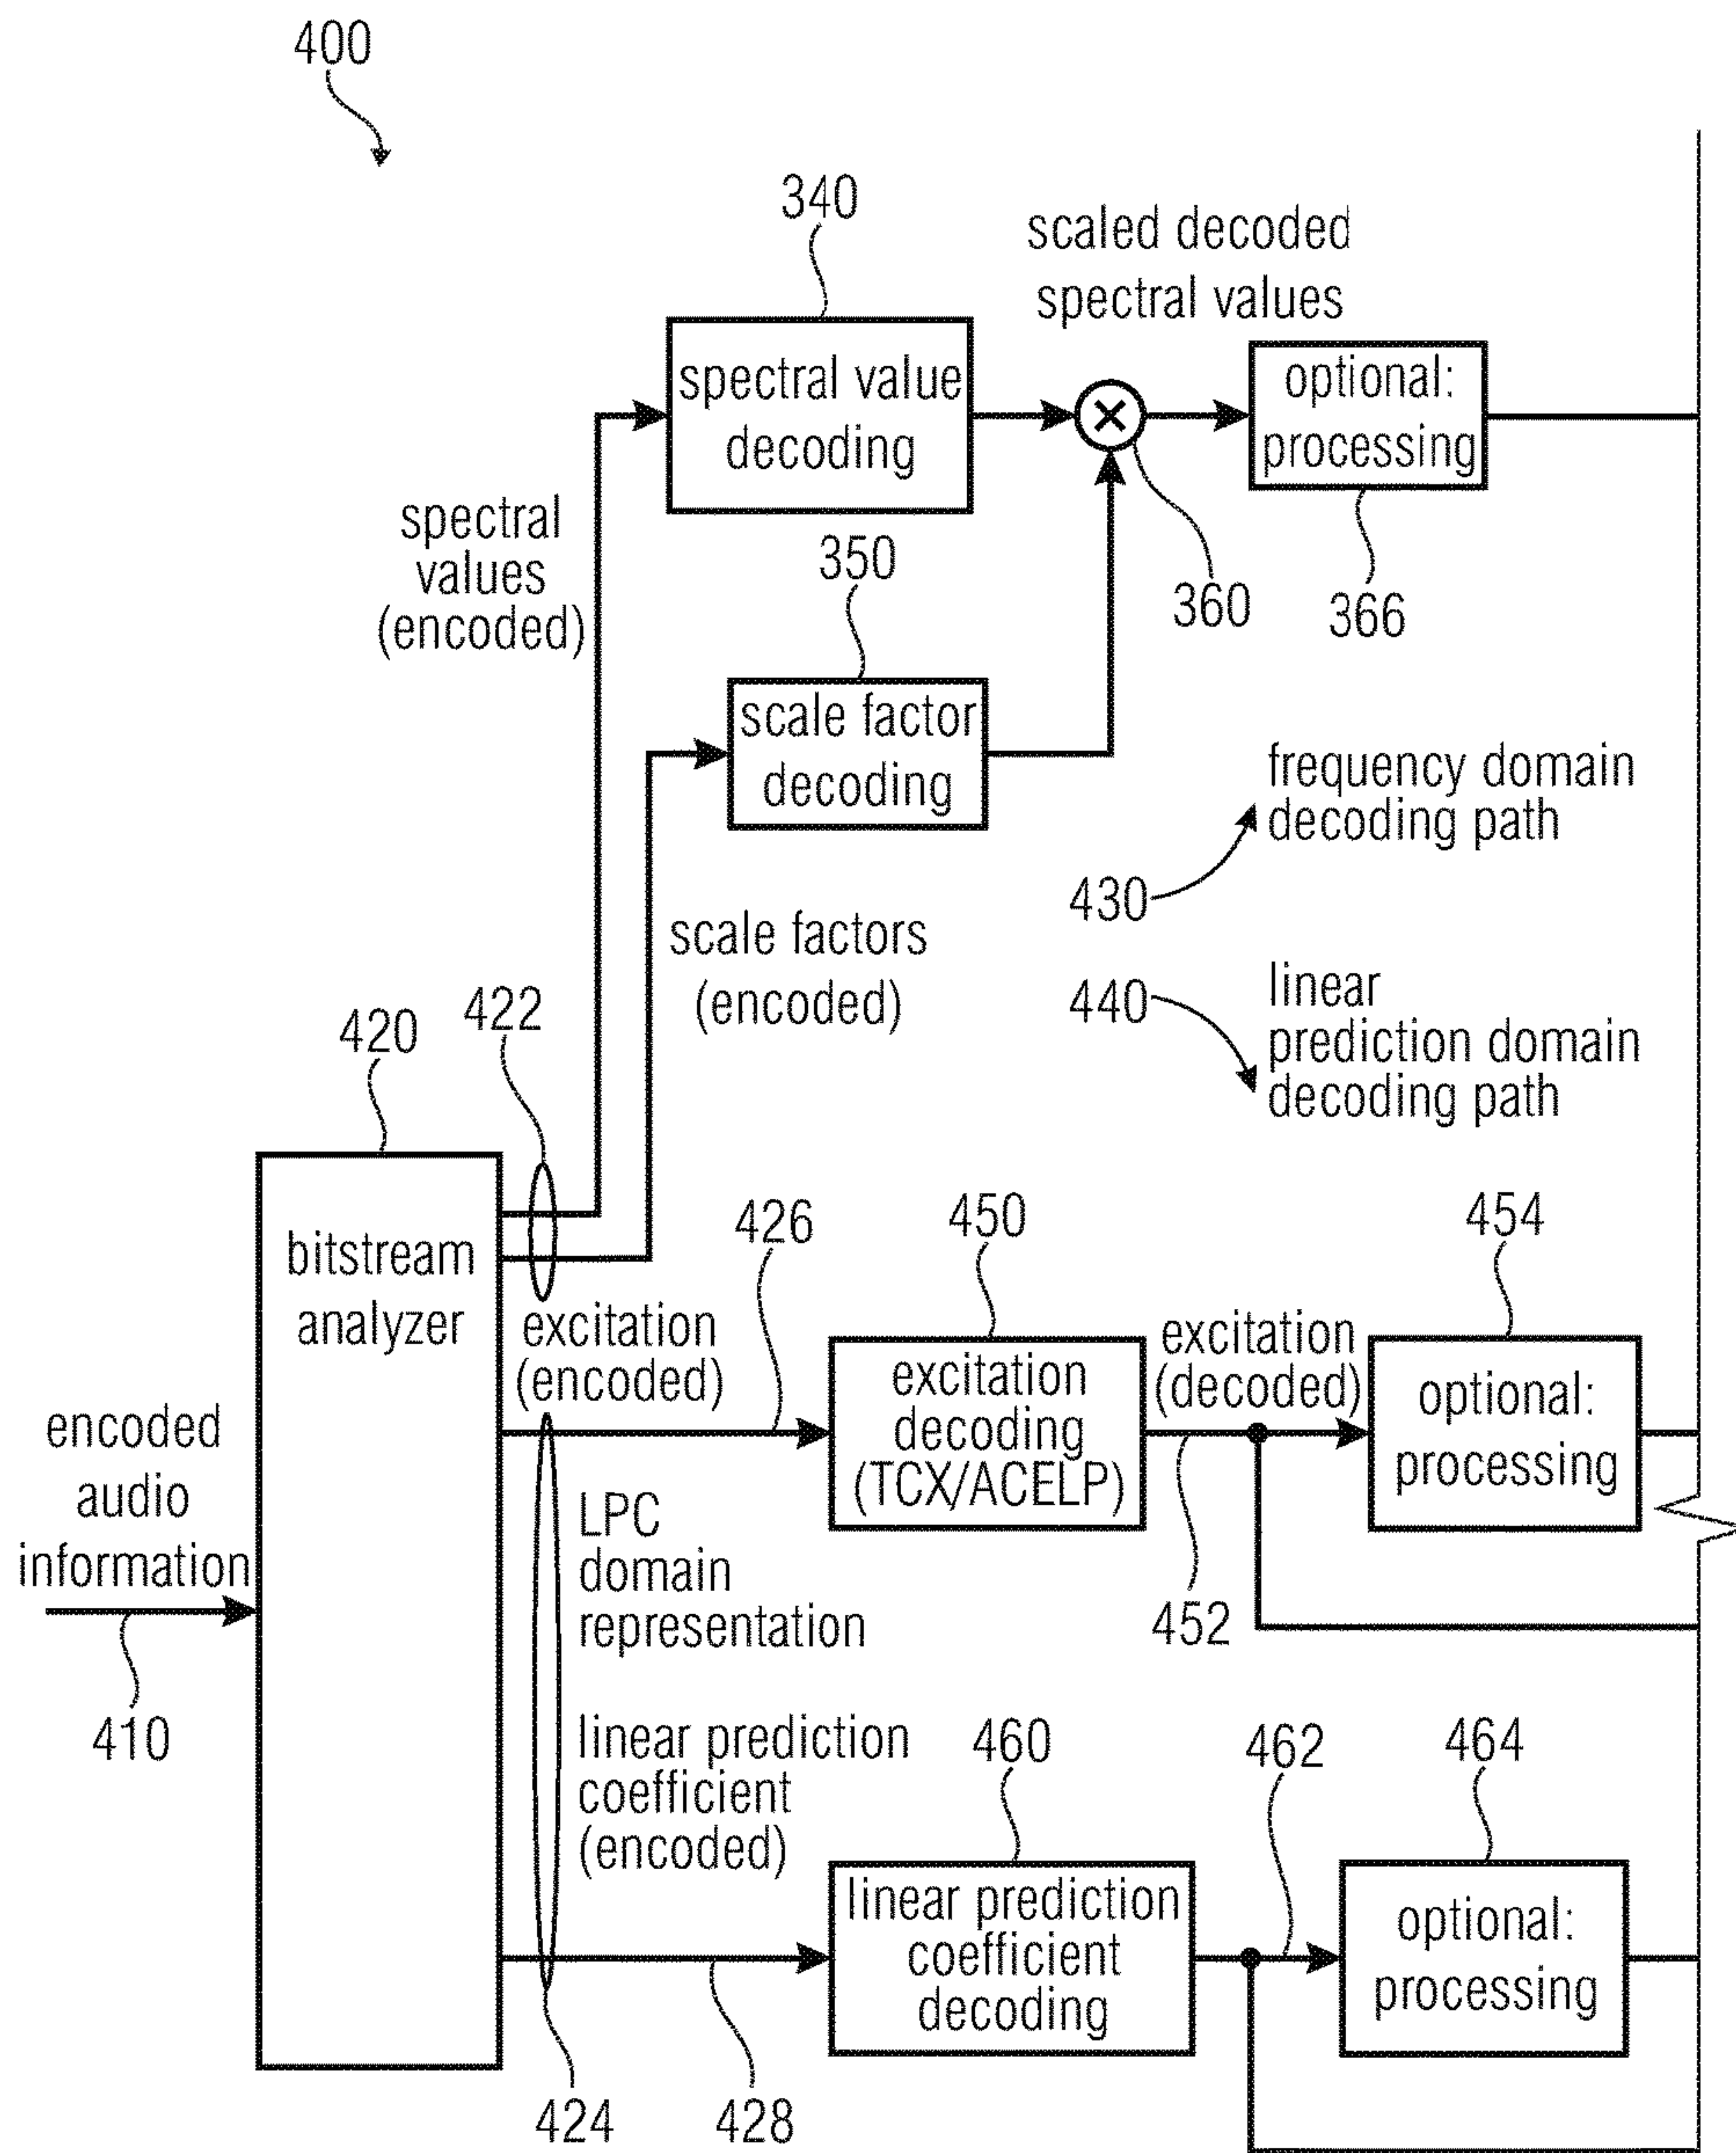 400
340
scaled decoded
spectral values
spectral value
decoding
optional:
processing
spectral
values
(encoded)
350
360
366
scale factor
decoding
frequency domain
decoding path
430
scale factors
(encoded)
440
linear
prediction domain
decoding path
420
422
bitstream
analyzer
426
450
454
excitation
(encoded)
excitation
decoding
(TCX/ACELP)
excitation
(decoded)
optional:
processing
encoded
audio
information
410
LPC
domain
representation
452
linear prediction
coefficient
(encoded)
460
462
464
linear prediction
coefficient
decoding
optional:
processing
424
428